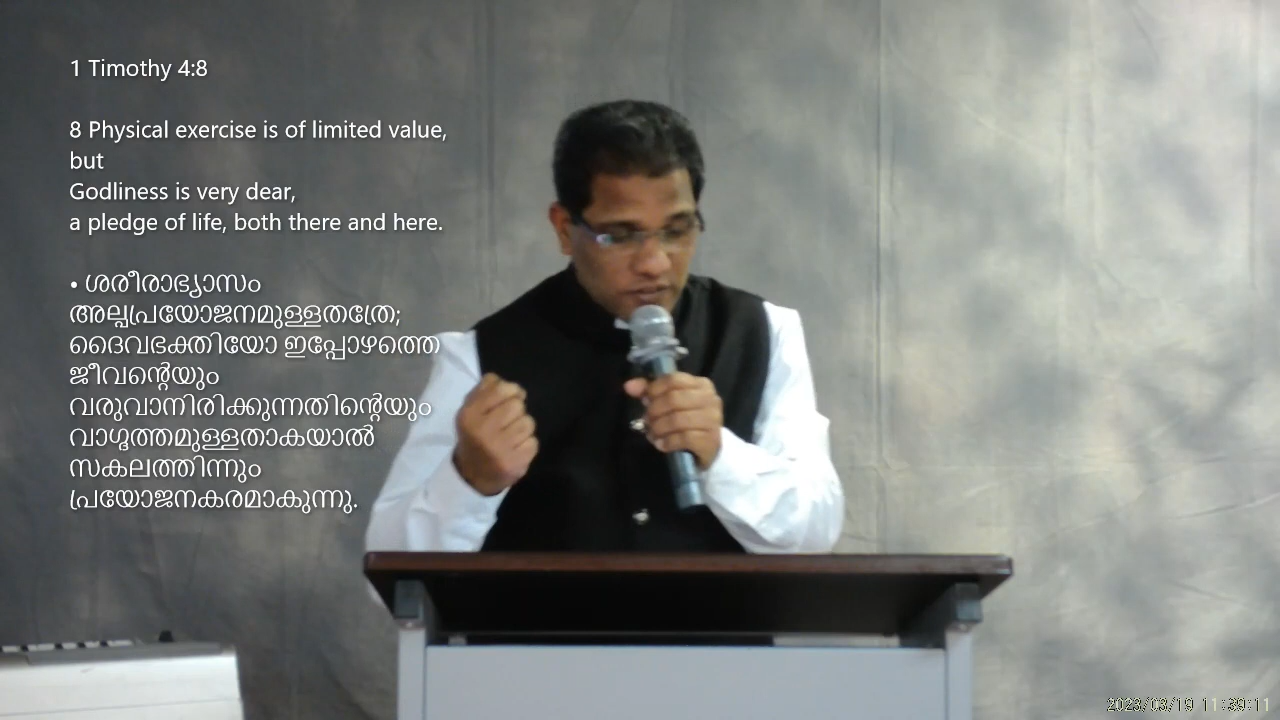 1 Timothy 4:8
8 Physical exercise is of limited value,
but
Godliness is very dear,
a pledge of life, both there and here.
• ശരീരാഭ്യാസം
അല്പപ്രയോജനമുള്ളതത്രേ;
ദൈവഭക്തിയോ ഇപ്പോഴത്തെ
ജീവന്റെയും
വരുവാനിരിക്കുന്നതിന്റെയും
വാഗ്ദത്തമുള്ളതാകയാൽ
സകലത്തിന്നും
പ്രയോജനകരമാകുന്നു.
2023/03/19 11:39:11